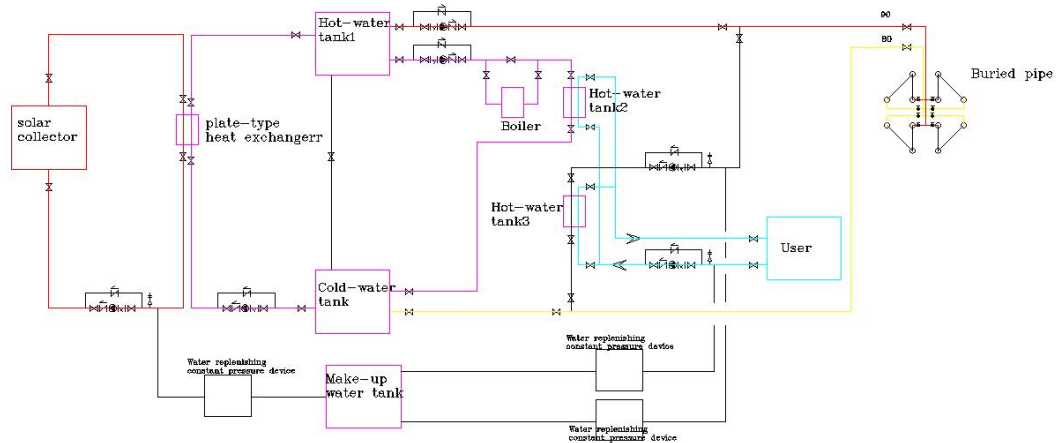 Hot-water
tank1
90
80
Buried pipe
solar
collector
plate-type
heat exchangerr
Boiler
Hot-water
tank2
Hot-water
tank3
User
Cold-water
tank
Water replenishing
constant pressure device
Water replenishing
constant pressure device
Make-up
water tank
Water replenishing
constant pressure device